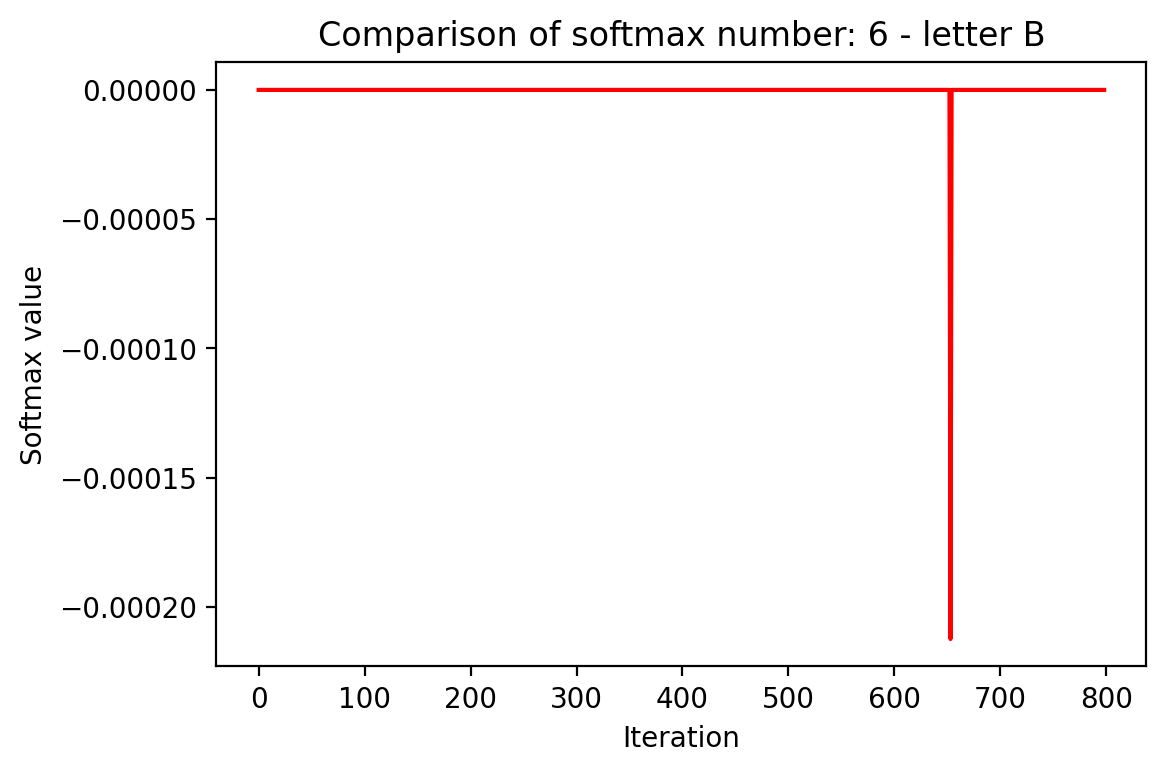 Comparison of softmax number: 6 - letter B
0.00000
−0.00005
−0.00010
−0.00015
−0.00020
Softmax value
0 100 200 300 400 500 600 700 800
Iteration